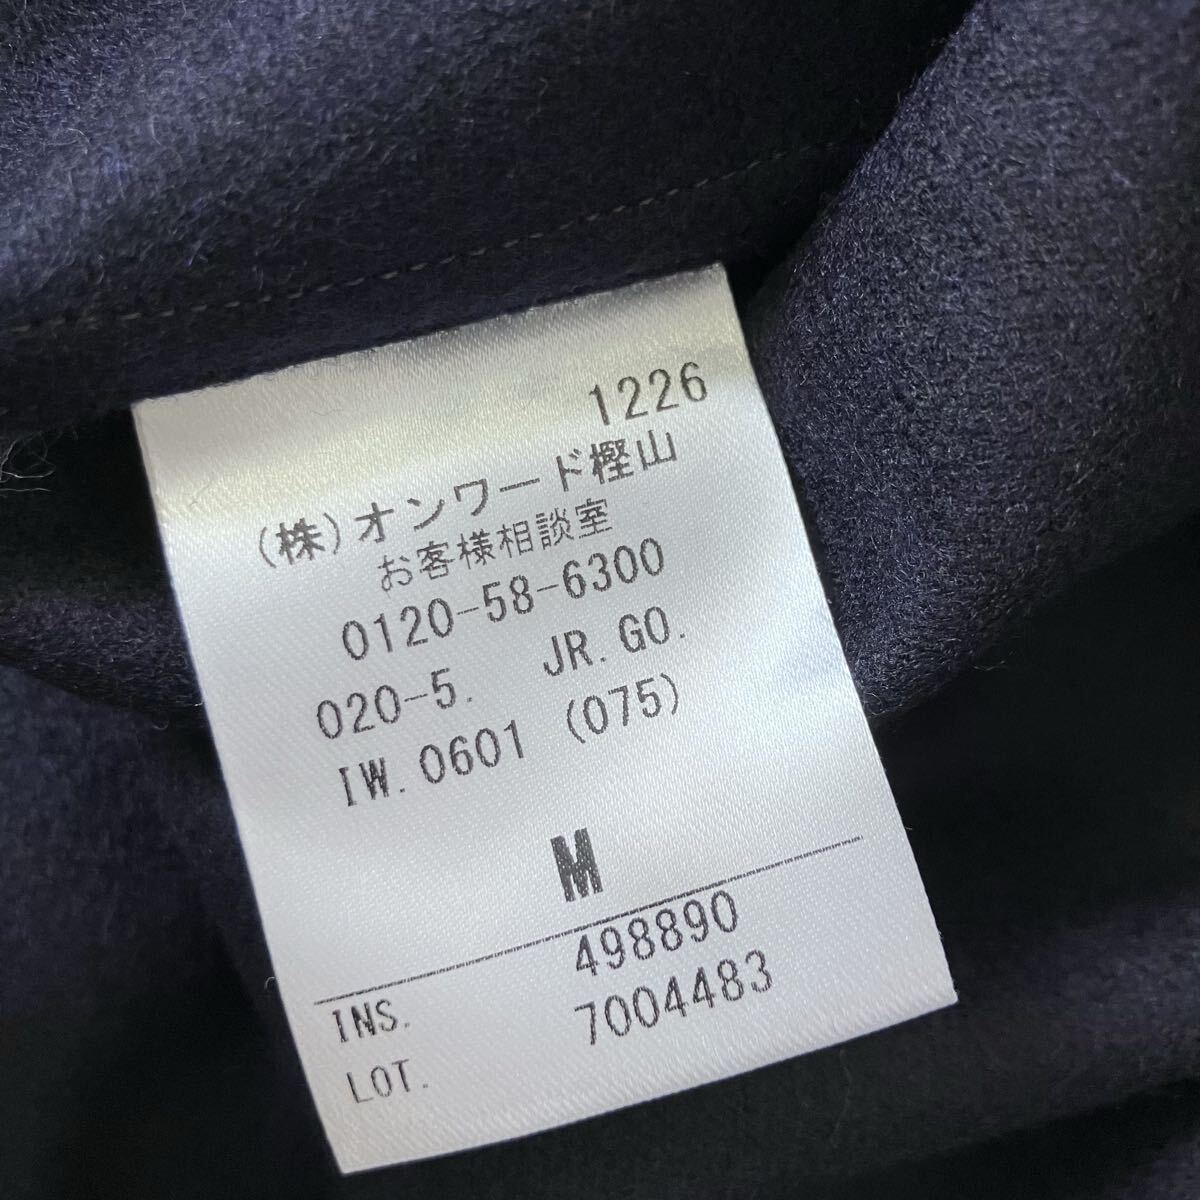 1226
(株)オンワード樫山
お客様相談室
0120-58-6300
020-5. JR.GO.
IW.0601 (075)
M
INS. 498890
LOT. 7004483